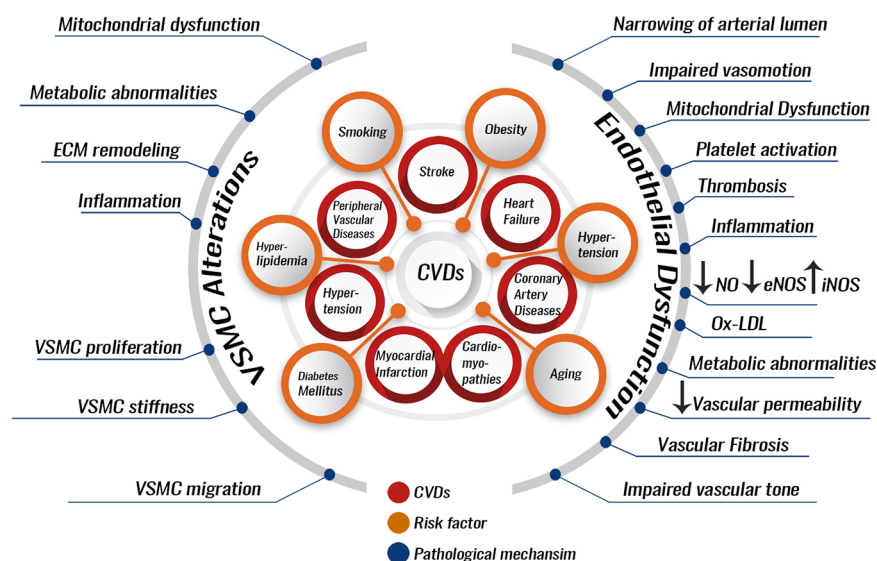 Mitochondrial dysfunction
Metabolic abnormalities
ECM remodeling
Inflammation
VSMC proliferation
VSMC stiffness
VSMC migration
VSMC Alterations
Smoking
Obesity
Stroke
Peripheral
Vascular
Diseases
Heart
Failure
Hyper-
lipidemia
Hyper-
tension
CVDs
Hyper-
tension
Coronary
Artery
Diseases
Diabetes
Mellitus
Myocardial
Infarction
Cardio-
myo-
pathies
Aging
Endothelial Dysfunction
Narrowing of arterial lumen
Impaired vasomotion
Mitochondrial Dysfunction
Platelet activation
Thrombosis
Inflammation
↓NO ↓eNOS ↑iNOS
Ox-LDL
Metabolic abnormalities
↓Vascular permeability
Vascular Fibrosis
Impaired vascular tone
CVDs
Risk factor
Pathological mechansim